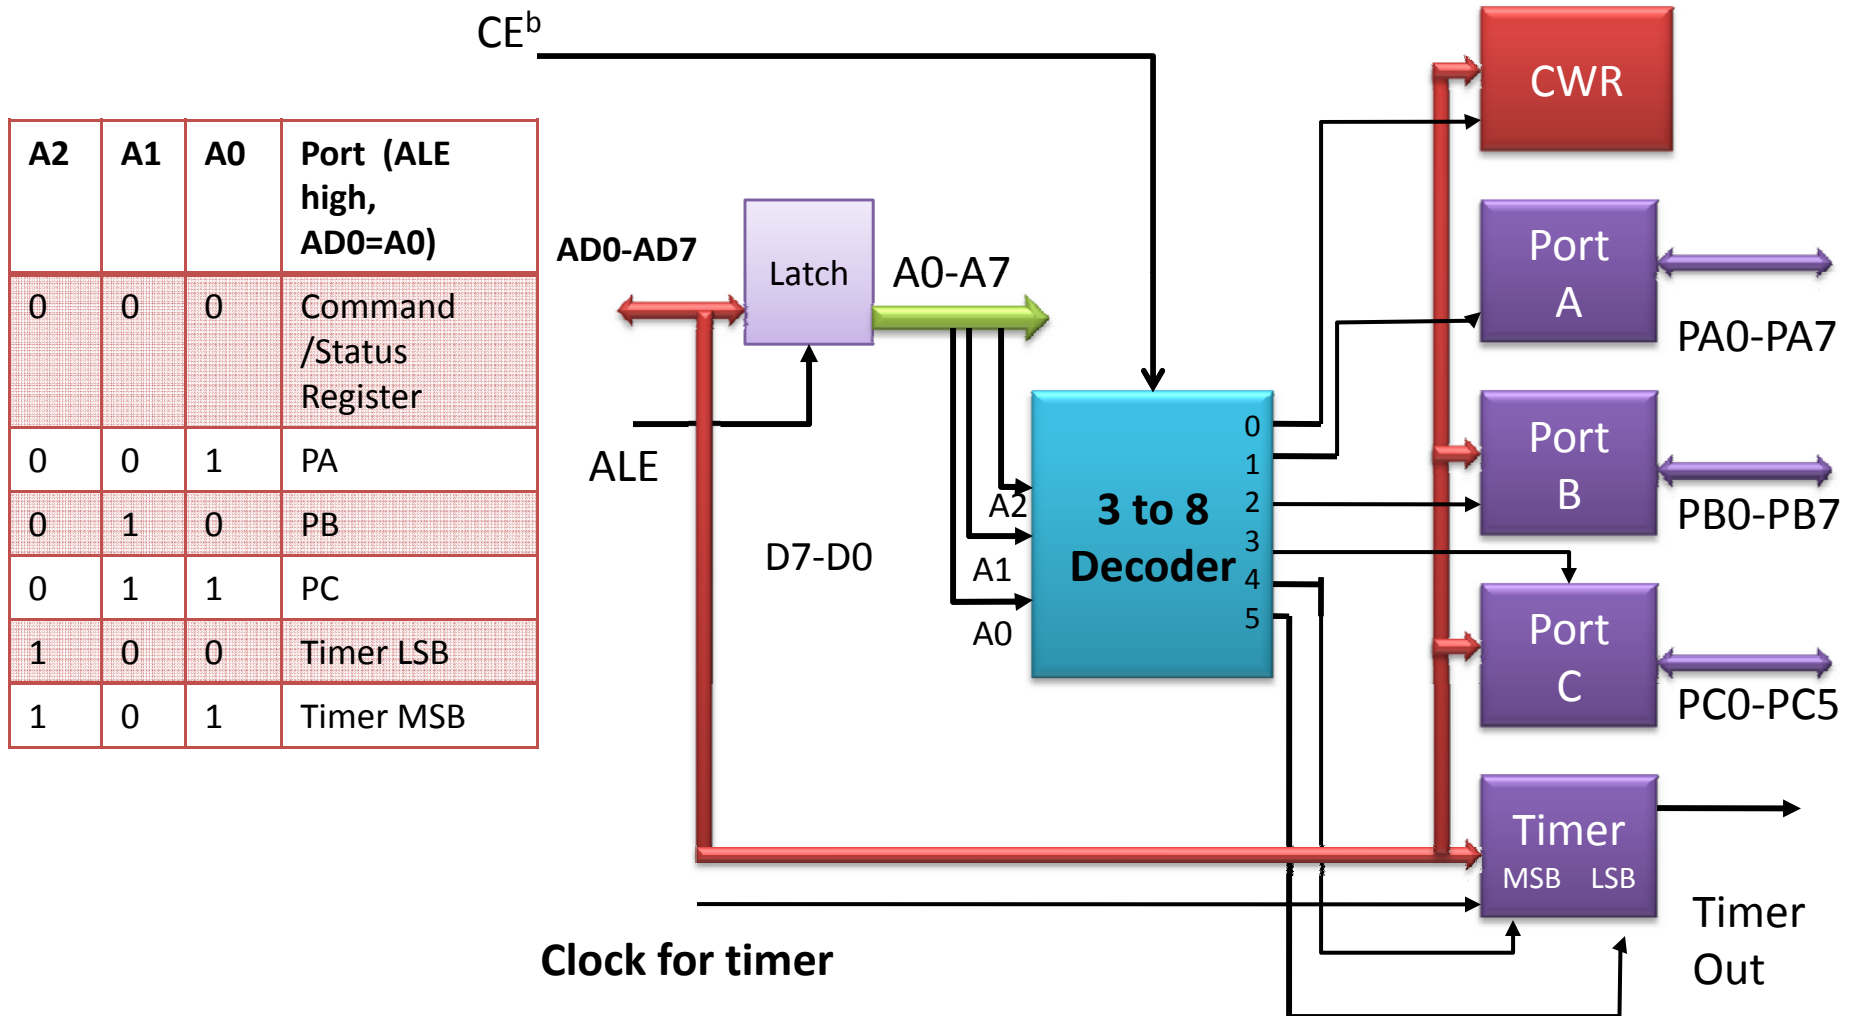 CEᵇ
A2 A1 A0 Port (ALE
high,
AD0=A0)
0 0 0 Command
/Status
Register
0 0 1 PA
0 1 0 PB
0 1 1 PC
1 0 0 Timer LSB
1 0 1 Timer MSB
AD0-AD7
Latch
A0-A7
ALE
D7-D0
A2
A1
A0
3 to 8
Decoder
0
1
2
3
4
5
CWR
Port
A
PA0-PA7
Port
B
PB0-PB7
Port
C
PC0-PC5
Timer
MSB LSB
Timer
Out
Clock for timer